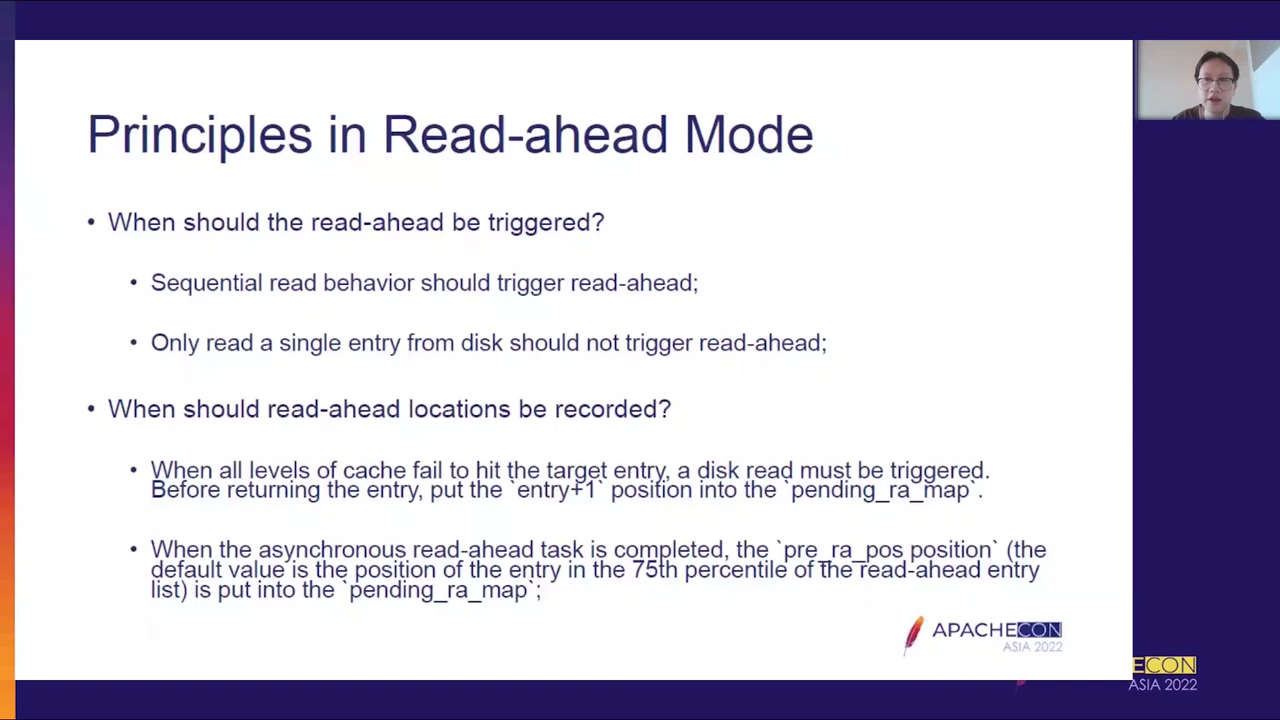 Principles in Read-ahead Mode
• When should the read-ahead be triggered?
• Sequential read behavior should trigger read-ahead;
• Only read a single entry from disk should not trigger read-ahead;
• When should read-ahead locations be recorded?
• When all levels of cache fail to hit the target entry, a disk read must be triggered.
Before returning the entry, put the `entry+1` position into the `pending_ra_map`.
• When the asynchronous read-ahead task is completed, the `pre_ra_pos position` (the
default value is the position of the entry in the 75th percentile of the read-ahead entry
list) is put into the `pending_ra_map`;
APACHECON
ASIA 2022
ECON
ASIA 2022